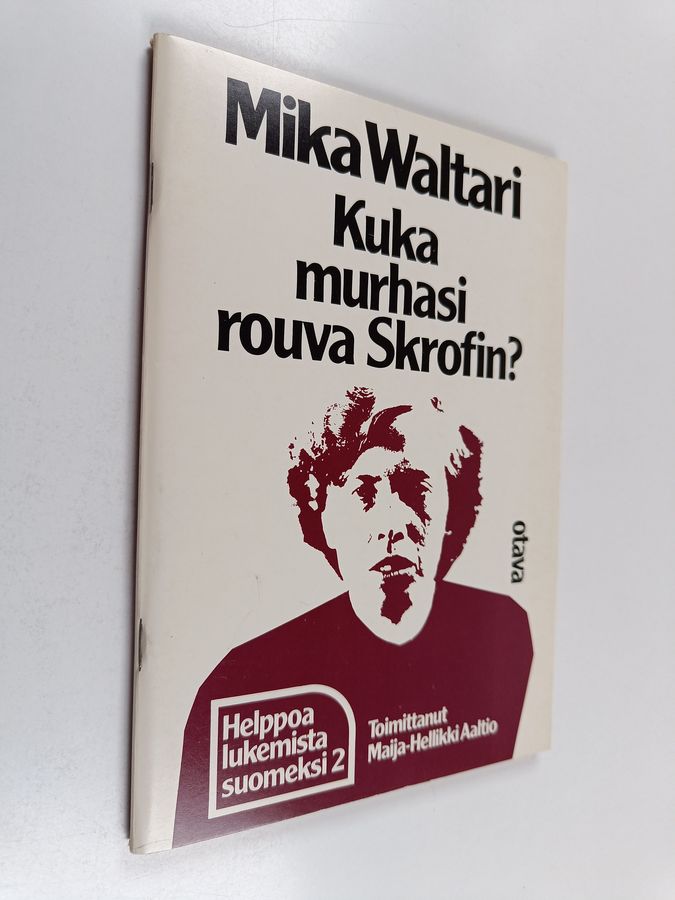 Mika Waltari
Kuka
murhasi
rouva Skrofin?
otava
Helppoa
lukemista
suomeksi 2
Toimittanut
Maija-Hellikki Aaltio